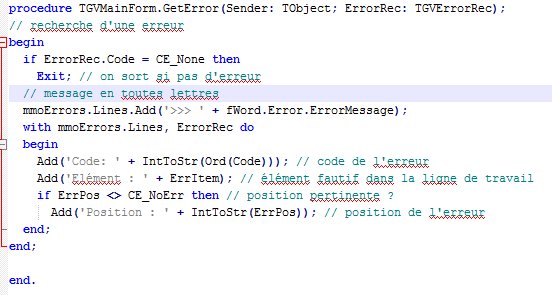 procedure TGVMainForm.GetError(Sender: TObject; ErrorRec: TGVErrorRec);
// recherche d'une erreur
begin
  if ErrorRec.Code = CE_None then
    Exit; // on sort si pas d'erreur
  // message en toutes lettres
  mmoErrors.Lines.Add('>>> ' + fWord.Error.ErrorMessage);
  with mmoErrors.Lines, ErrorRec do
  begin
    Add('Code: ' + IntToStr(Ord(Code))); // code de l'erreur
    Add('Elément : ' + ErrItem); // élément fautif dans la ligne de travail
    if ErrPos <> CE_NoErr then // position pertinente ?
      Add('Position : ' + IntToStr(ErrPos)); // position de l'erreur
  end;
end;
end.